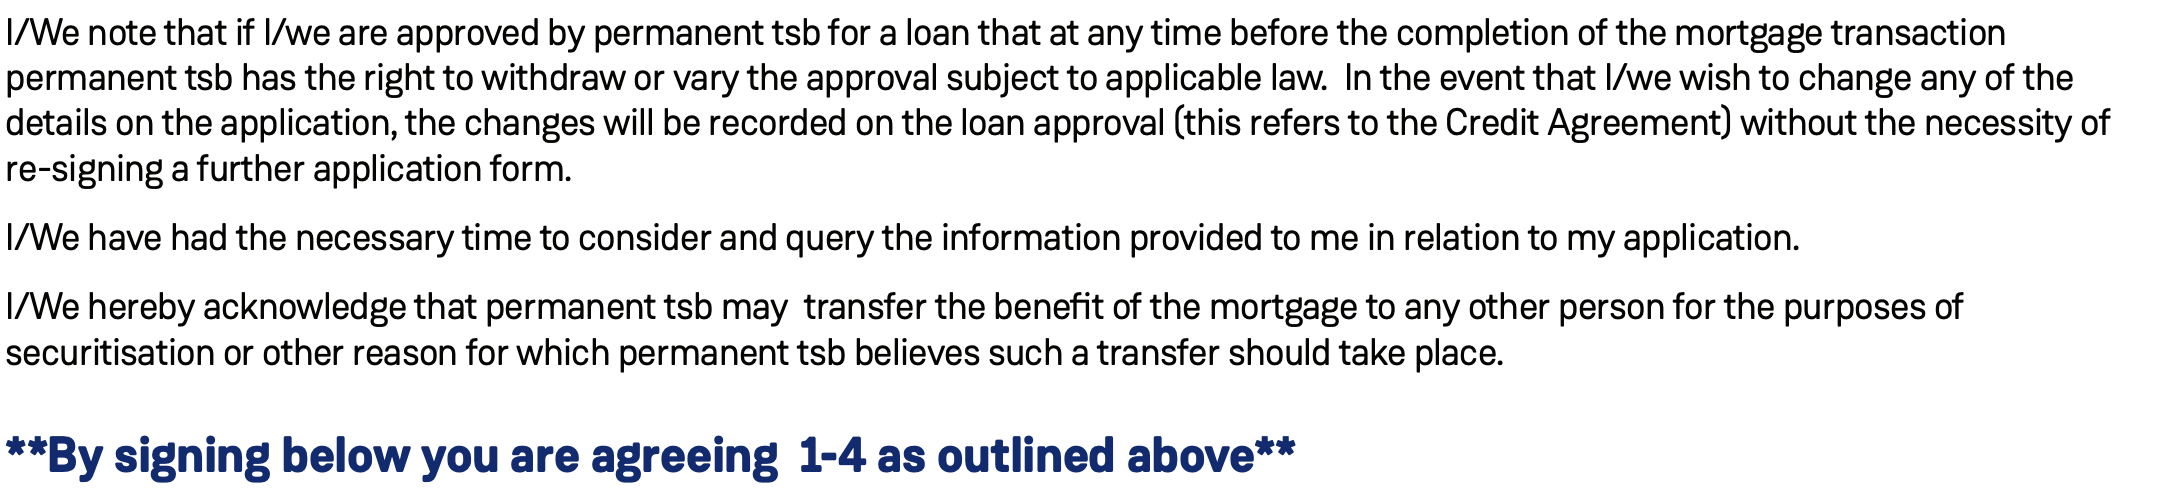 I/We note that if I/we are approved by permanent tsb for a loan that at any time before the completion of the mortgage transaction
permanent tsb has the right to withdraw or vary the approval subject to applicable law.  In the event that I/we wish to change any of the
details on the application, the changes will be recorded on the loan approval (this refers to the Credit Agreement) without the necessity of
re-signing a further application form.
I/We have had the necessary time to consider and query the information provided to me in relation to my application.
I/We hereby acknowledge that permanent tsb may  transfer the benefit of the mortgage to any other person for the purposes of
securitisation or other reason for which permanent tsb believes such a transfer should take place.
**By signing below you are agreeing  1-4 as outlined above**